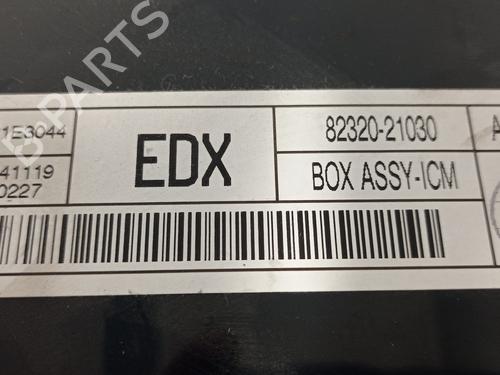 1E3044
41119
0227
EDX
82320-21030
BOX ASSY-ICM
A
B-PARTS